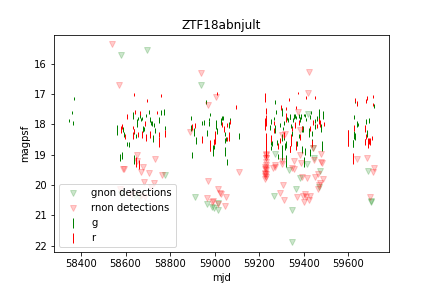 ZTF18abnjult
magpsf
16
17
18
19
20
21
22
gnon detections
rnon detections
g
r
58400 58600 58800 59000 59200 59400 59600
mjd